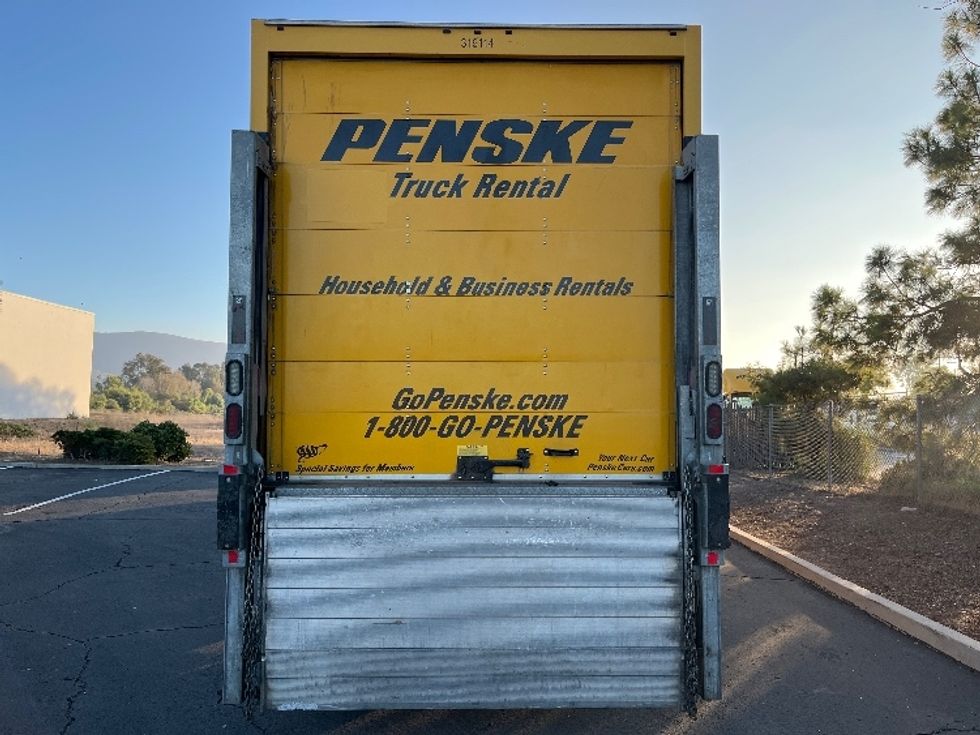 319114
PENSKE
Truck Rental
Household & Business Rentals
GoPenske.com
1-800-GO-PENSKE
AAA
Special Savings for Members
Your Next Car
PenskeCars.com